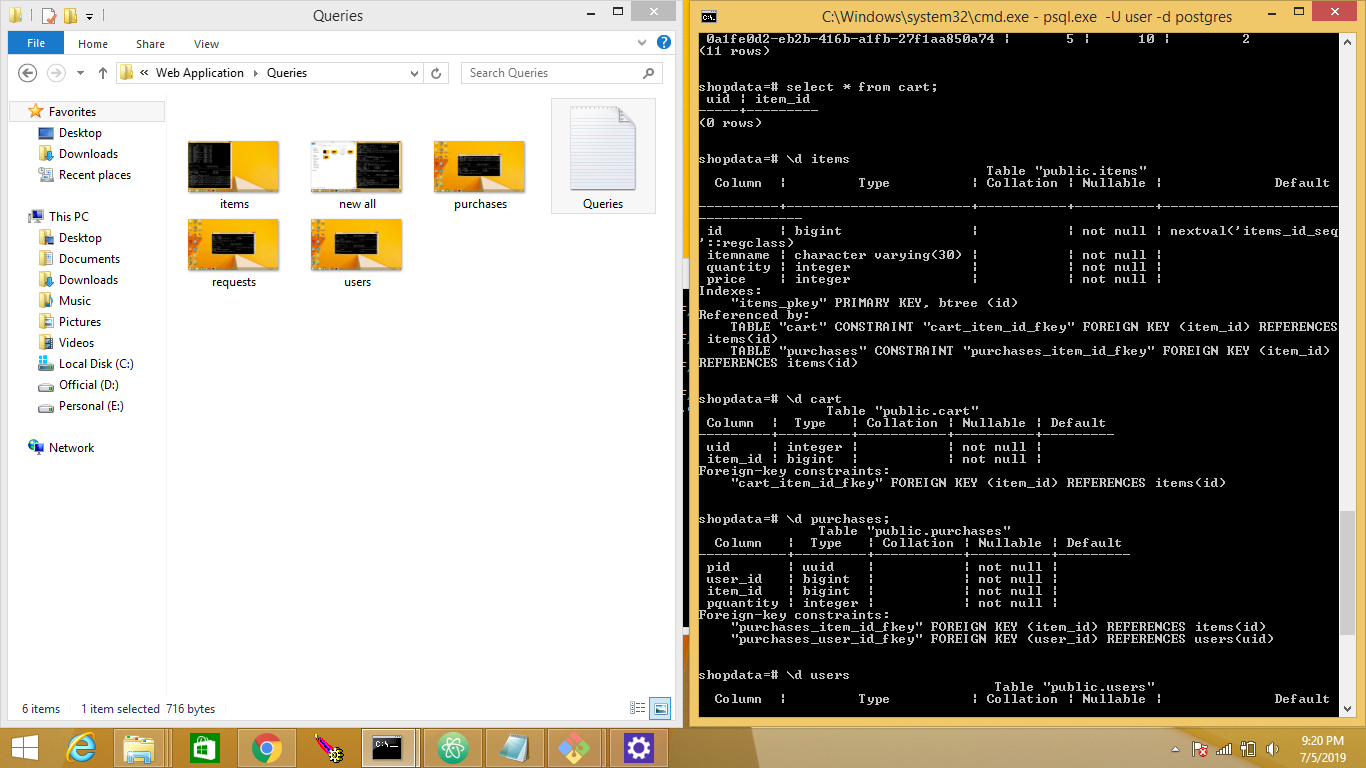 Queries
File Home Share View
« Web Application Queries
Search Queries
Favorites
Desktop
Downloads
Recent places
This PC
Desktop
Documents
Downloads
Music
Pictures
Videos
Local Disk (C:)
Official (D:)
Personal (E:)
Network
items
new all
purchases
Queries
requests
users
6 items 1 item selected 716 bytes
C:\Windows\system32\cmd.exe - psql.exe -U user -d postgres
0a1fe0d2-eb2b-416b-a1fb-27f1aa850a74 ¦ 5 ¦ 10 ¦ 2
(11 rows)
shopdata=# select * from cart;
uid ¦ item_id
-----+---------
(0 rows)
shopdata=# \d items
Table "public.items"
Column ¦ Type ¦ Collation ¦ Nullable ¦ Default
----------+-----------------------+-----------+----------+----------------------
-------------
id ¦ bigint ¦ ¦ not null ¦ nextval('items_id_seq
'::regclass)
itemname ¦ character varying(30) ¦ ¦ not null ¦
quantity ¦ integer ¦ ¦ not null ¦
price ¦ integer ¦ ¦ not null ¦
Indexes:
"items_pkey" PRIMARY KEY, btree (id)
Referenced by:
TABLE "cart" CONSTRAINT "cart_item_id_fkey" FOREIGN KEY (item_id) REFERENCES
items(id)
TABLE "purchases" CONSTRAINT "purchases_item_id_fkey" FOREIGN KEY (item_id)
REFERENCES items(id)
shopdata=# \d cart
Table "public.cart"
Column ¦ Type ¦ Collation ¦ Nullable ¦ Default
---------+---------+-----------+----------+---------
uid ¦ integer ¦ ¦ not null ¦
item_id ¦ bigint ¦ ¦ not null ¦
Foreign-key constraints:
"cart_item_id_fkey" FOREIGN KEY (item_id) REFERENCES items(id)
shopdata=# \d purchases;
Table "public.purchases"
Column ¦ Type ¦ Collation ¦ Nullable ¦ Default
-----------+---------+-----------+----------+---------
pid ¦ uuid ¦ ¦ not null ¦
user_id ¦ bigint ¦ ¦ not null ¦
item_id ¦ bigint ¦ ¦ not null ¦
pquantity ¦ integer ¦ ¦ not null ¦
Foreign-key constraints:
"purchases_item_id_fkey" FOREIGN KEY (item_id) REFERENCES items(id)
"purchases_user_id_fkey" FOREIGN KEY (user_id) REFERENCES users(uid)
shopdata=# \d users
Table "public.users"
Column ¦ Type ¦ Collation ¦ Nullable ¦ Default
9:20 PM
7/5/2019